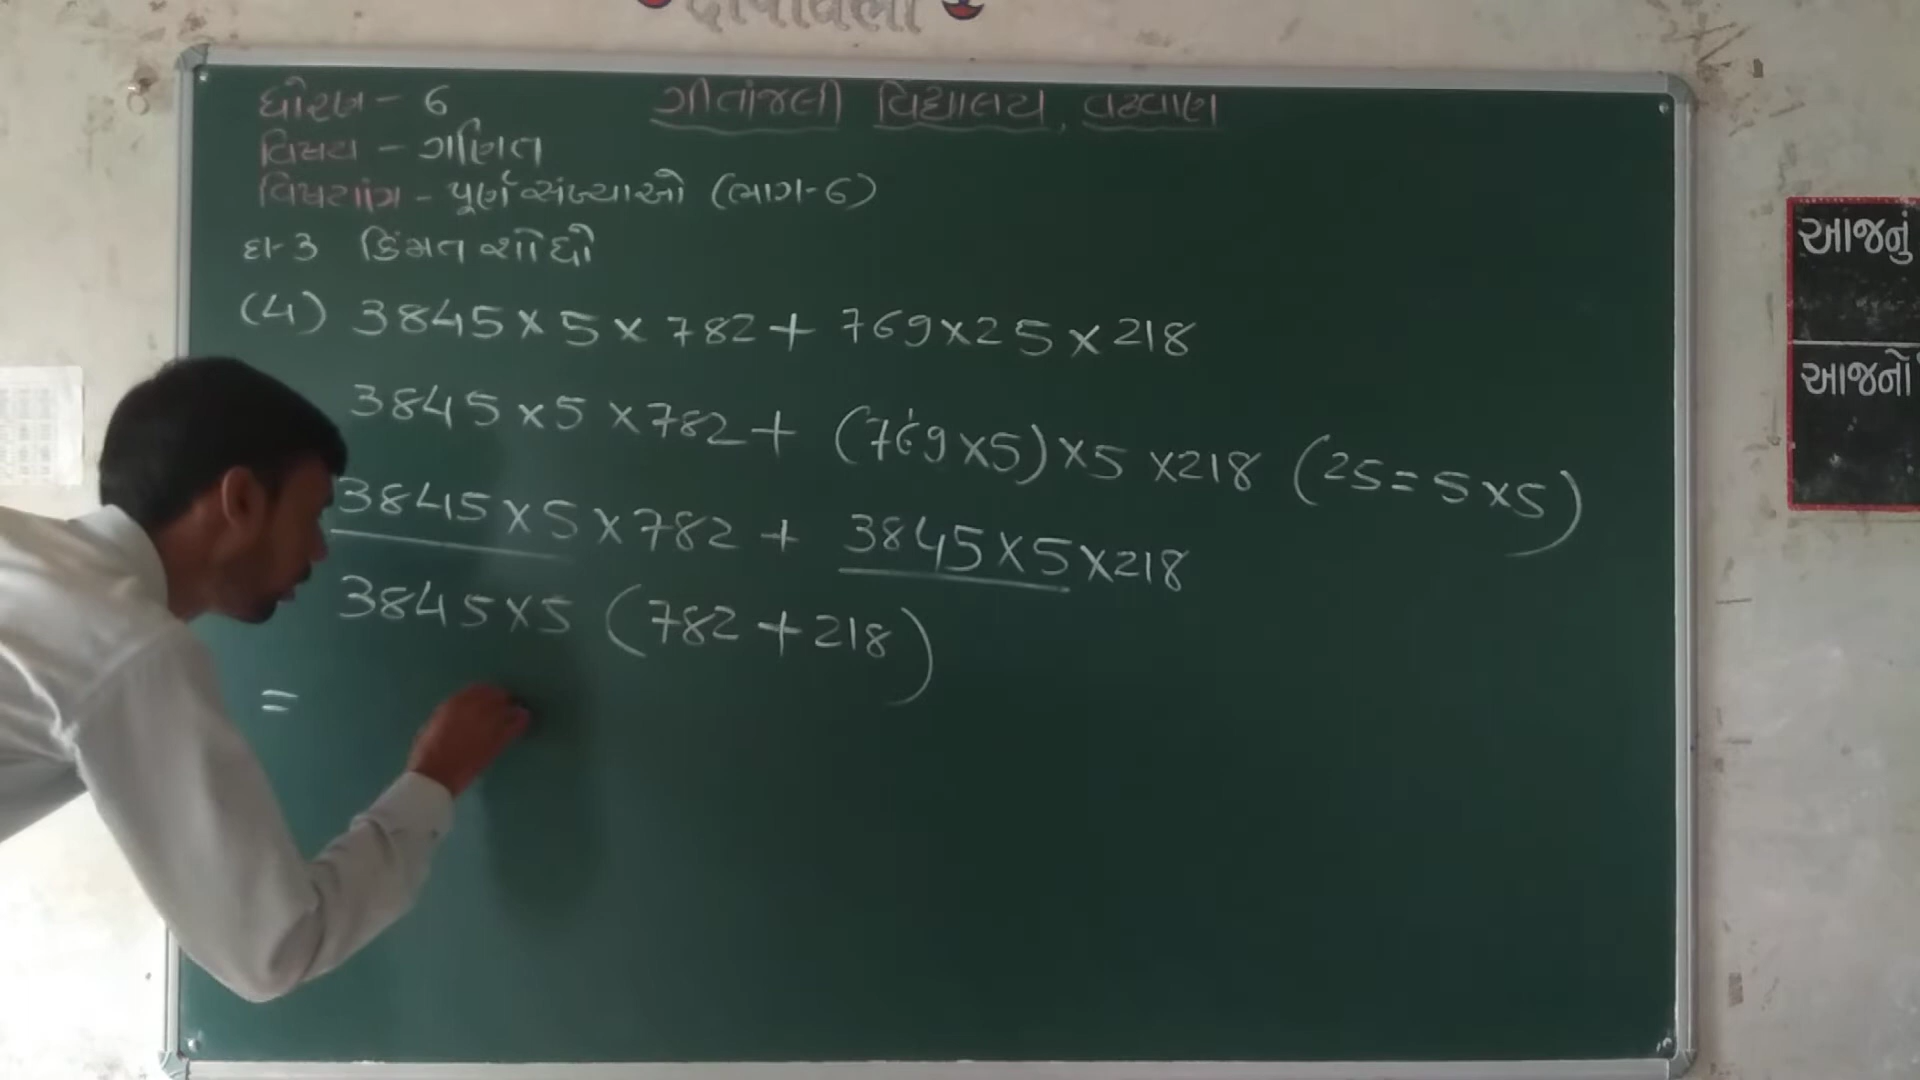 ધોરણ - 6
ગીતાંજલી વિદ્યાલય, વઢવાણ
વિષય - ગણિત
વિષયાંગ - પૂર્ણ સંખ્યાઓ (ભાગ-6)
દા-3 કિંમત શોધો
(4) 3845 × 5 × 782 + 769 × 25 × 218
3845 × 5 × 782 + (769 × 5) × 5 × 218 (25 = 5 × 5)
3845 × 5 × 782 + 3845 × 5 × 218
3845 × 5 (782 + 218)
=
આજનું
આજનો